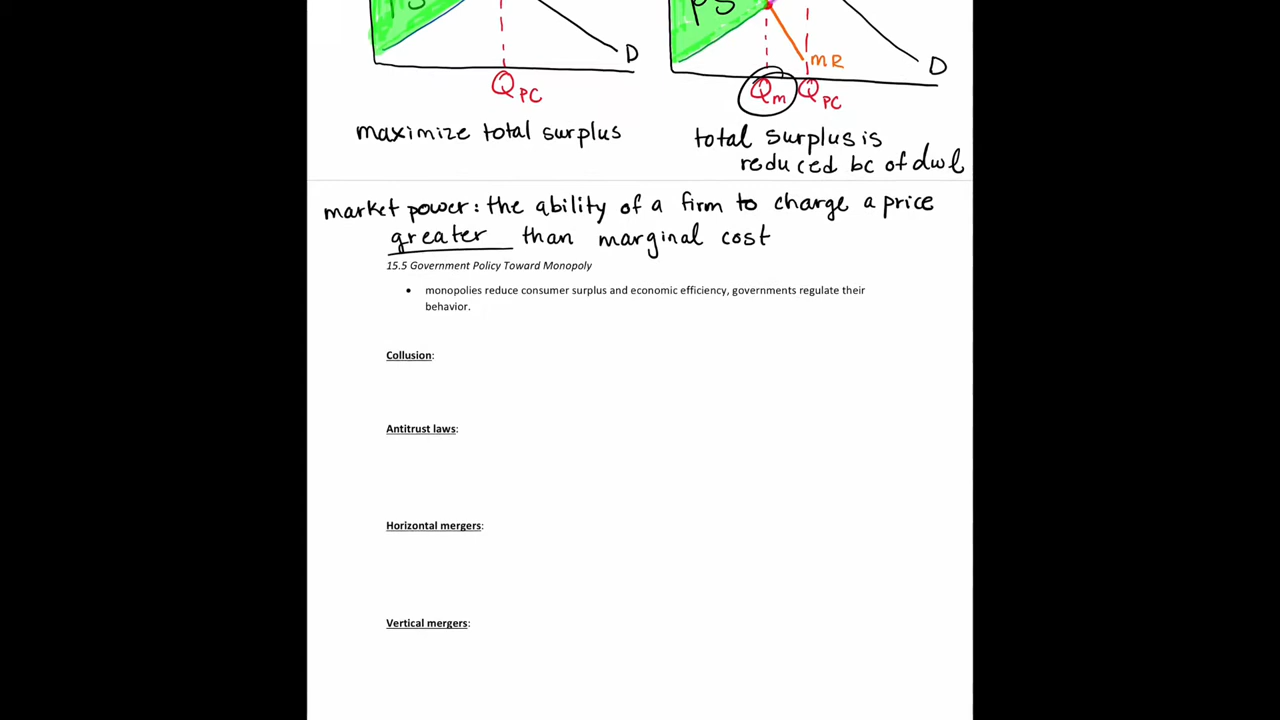 PS
PS
D
MR
D
Q PC
Qm
Q PC
maximize total surplus
total surplus is
reduced bc of dwl
market power: the ability of a firm to charge a price
greater than marginal cost
15.5 Government Policy Toward Monopoly
• monopolies reduce consumer surplus and economic efficiency, governments regulate their
behavior.
Collusion:
Antitrust laws:
Horizontal mergers:
Vertical mergers: